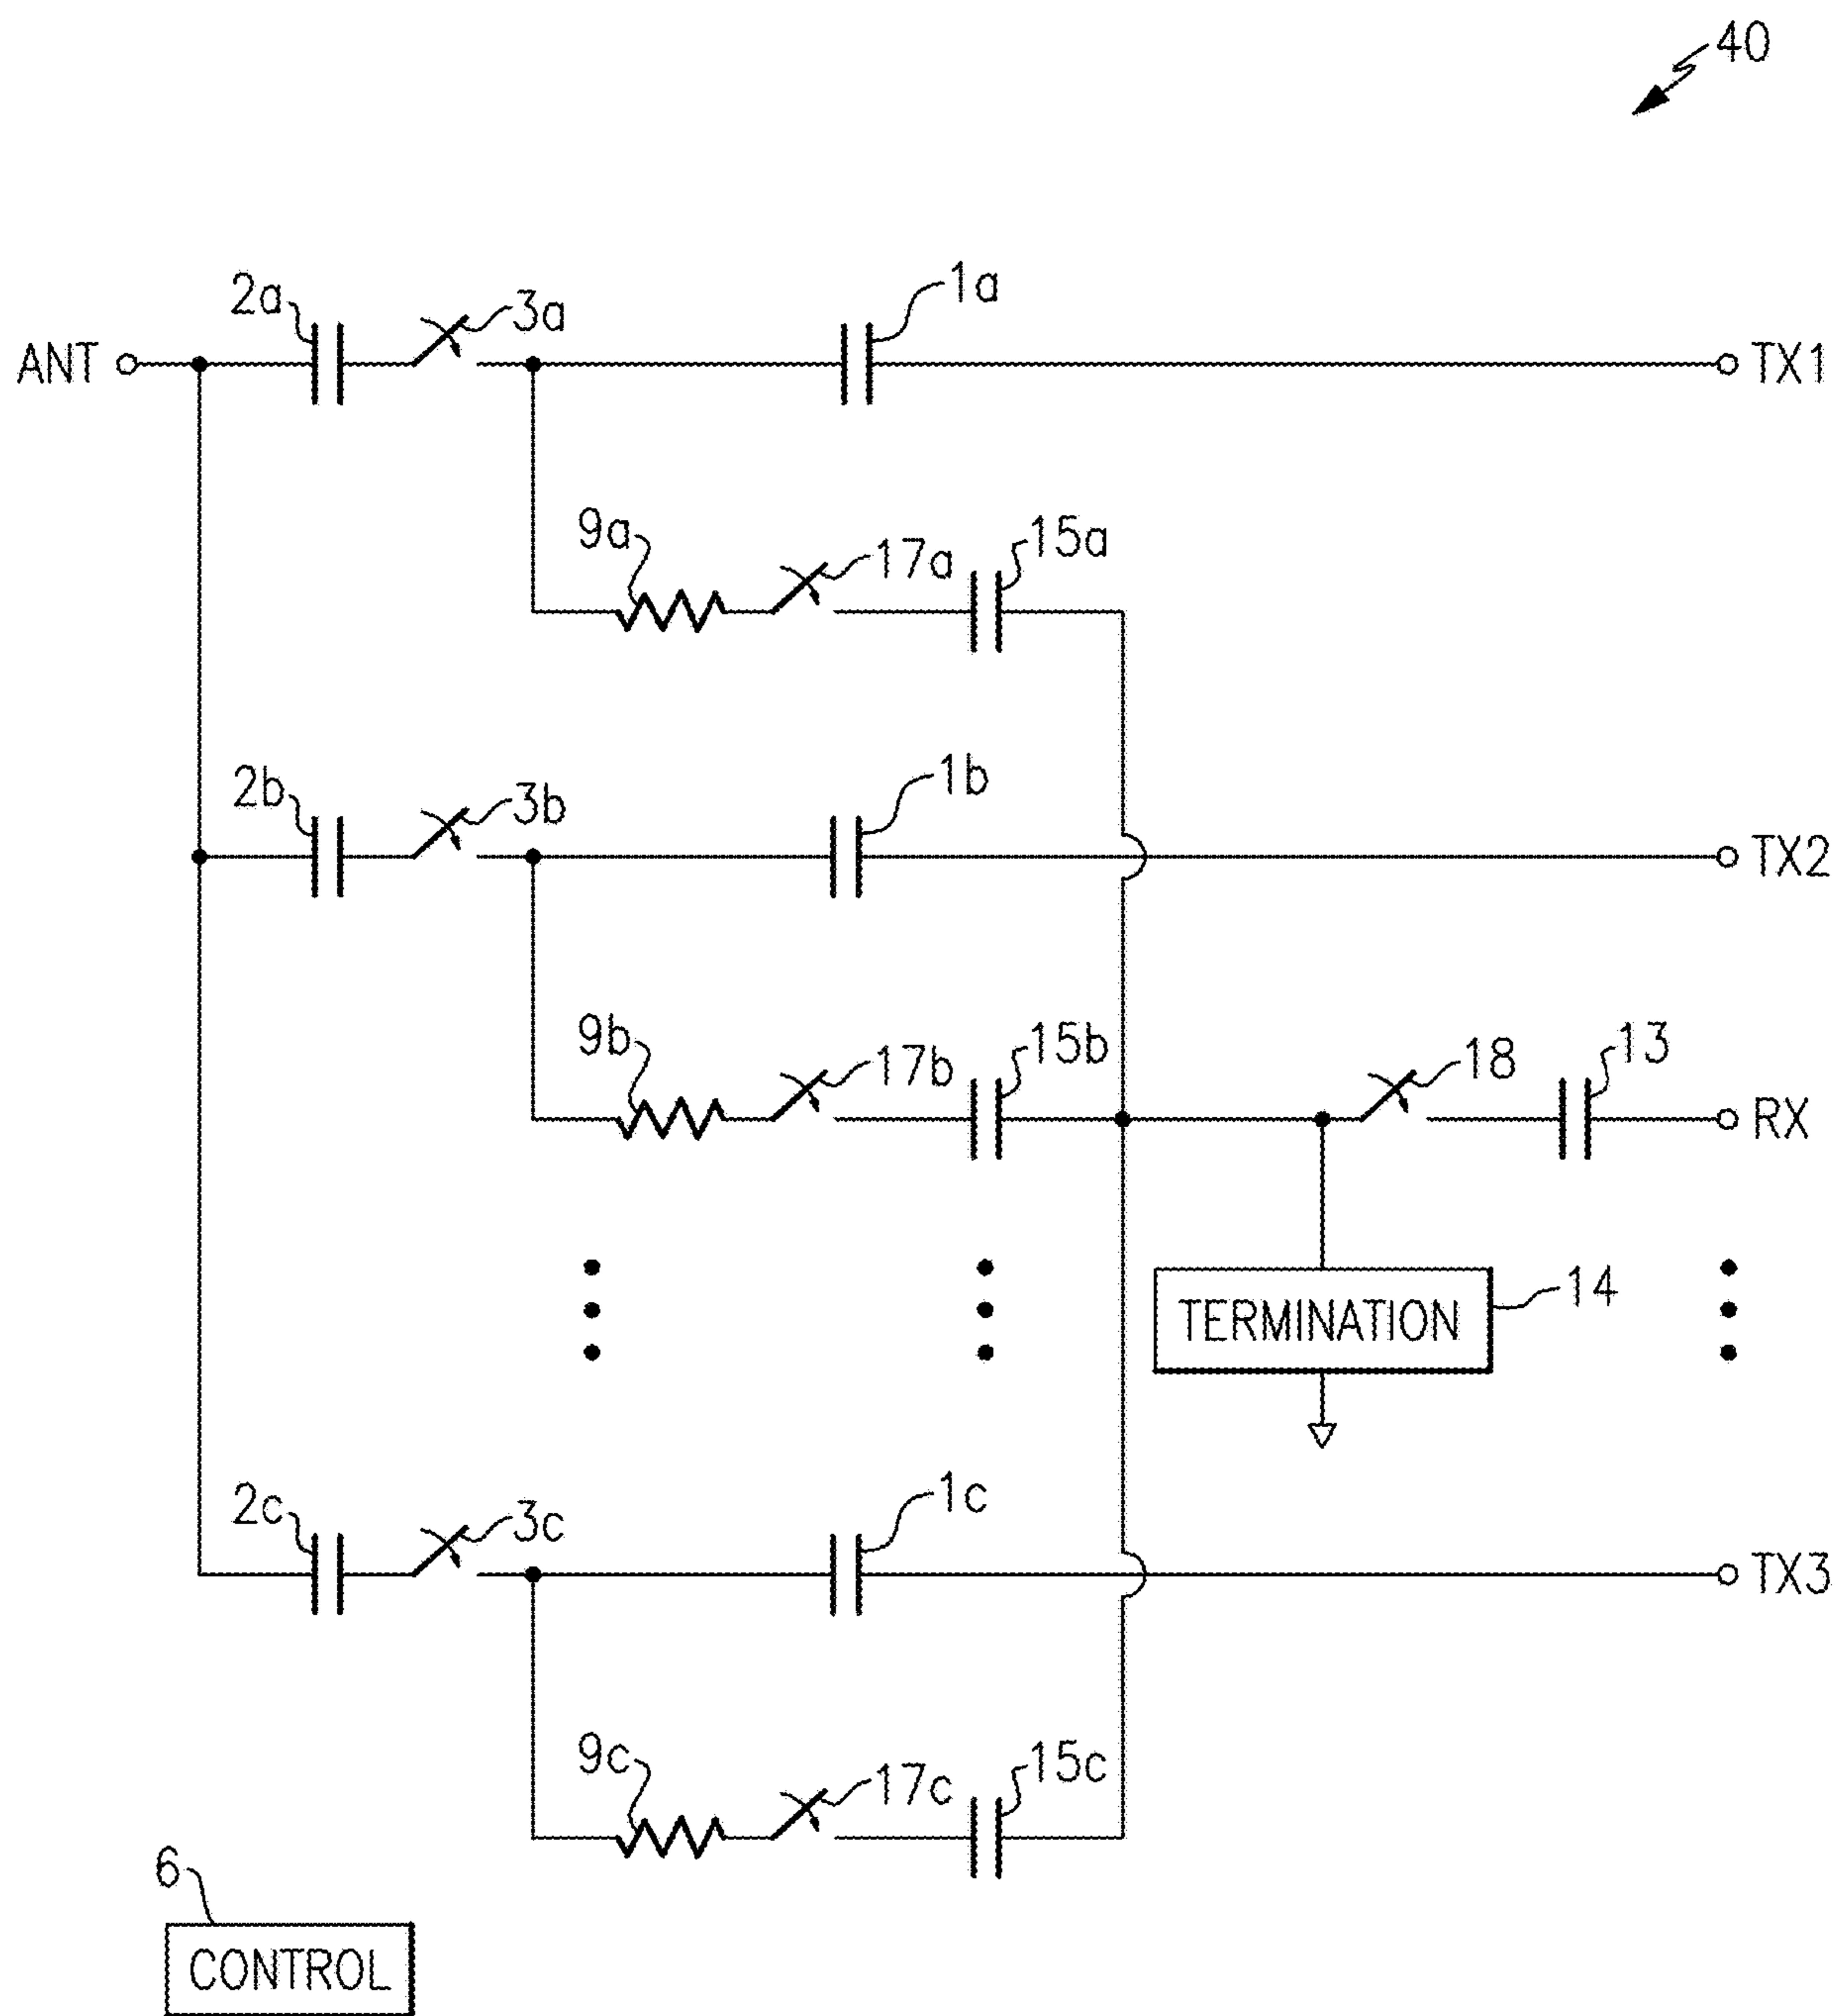 40
2a
3a
1a
ANT
TX1
9a
17a
15a
2b
3b
1b
TX2
9b
17b
15b
18
13
RX
TERMINATION
14
2c
3c
1c
TX3
9c
17c
15c
6
CONTROL